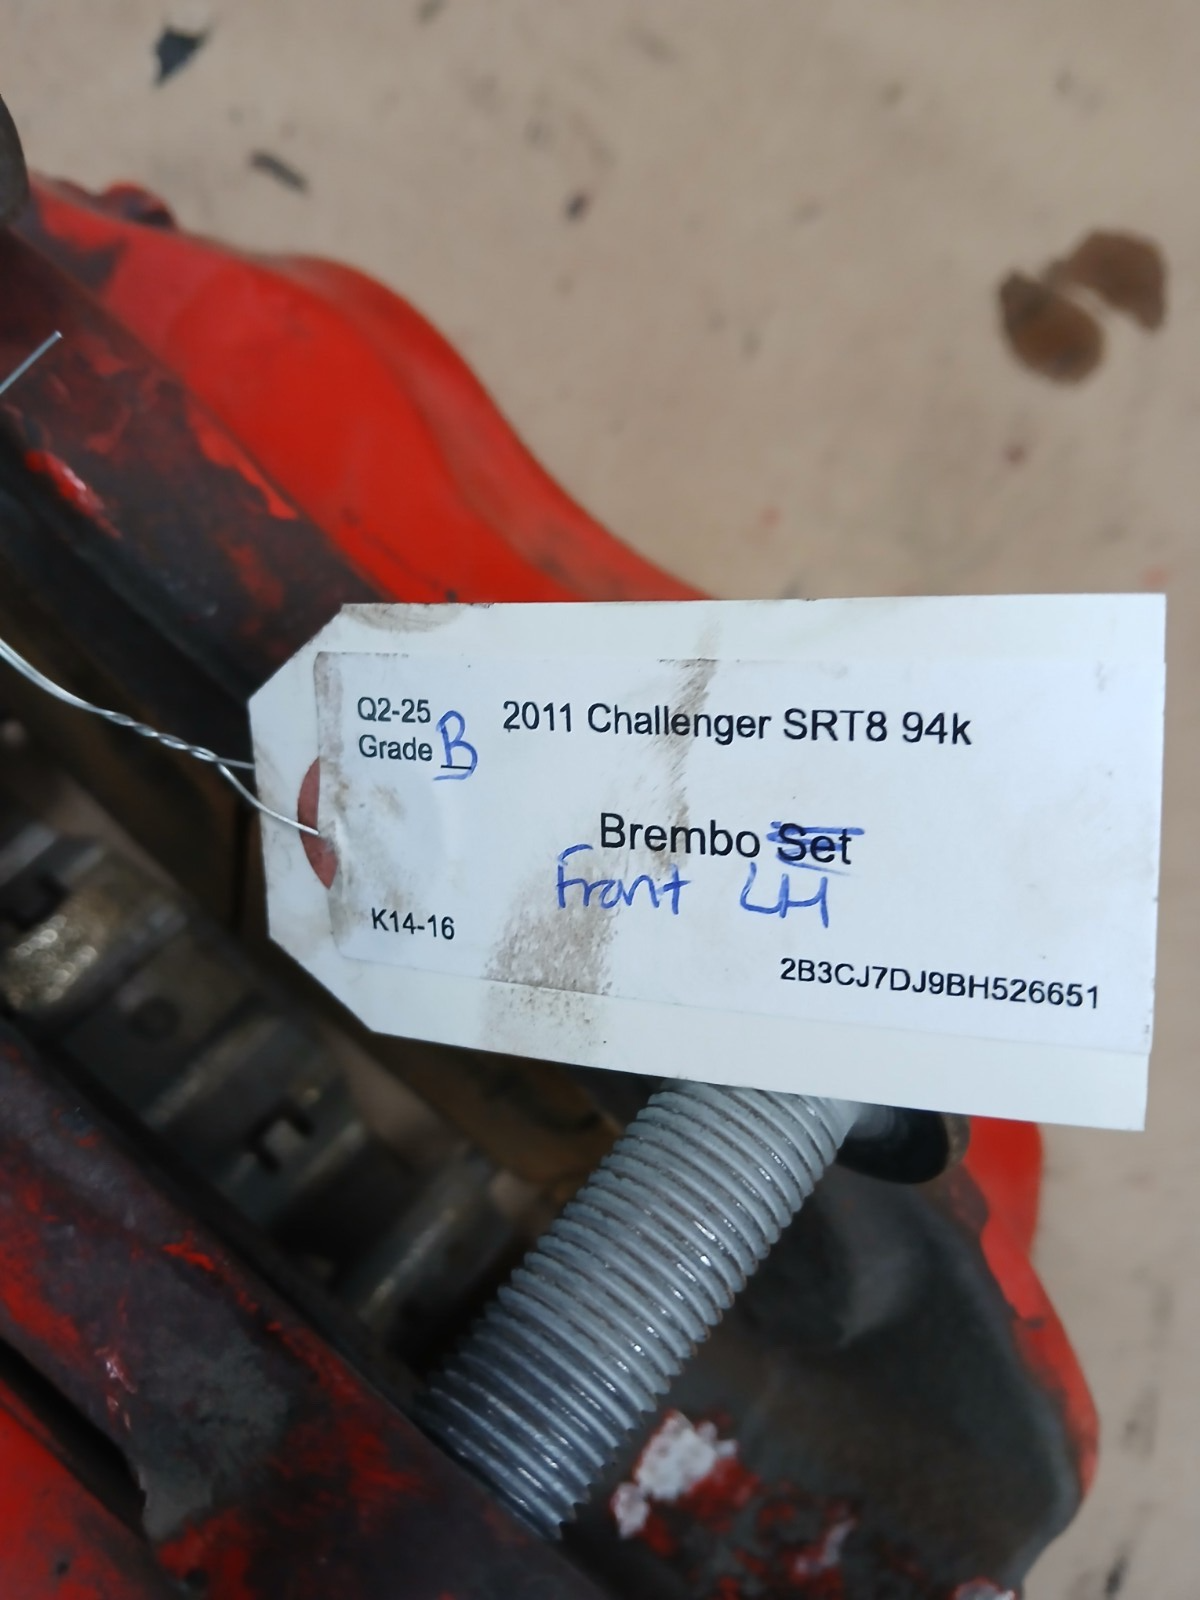 Q2-25
Grade B
2011 Challenger SRT8 94k
Brembo Set
Front LH
K14-16
2B3CJ7DJ9BH526651